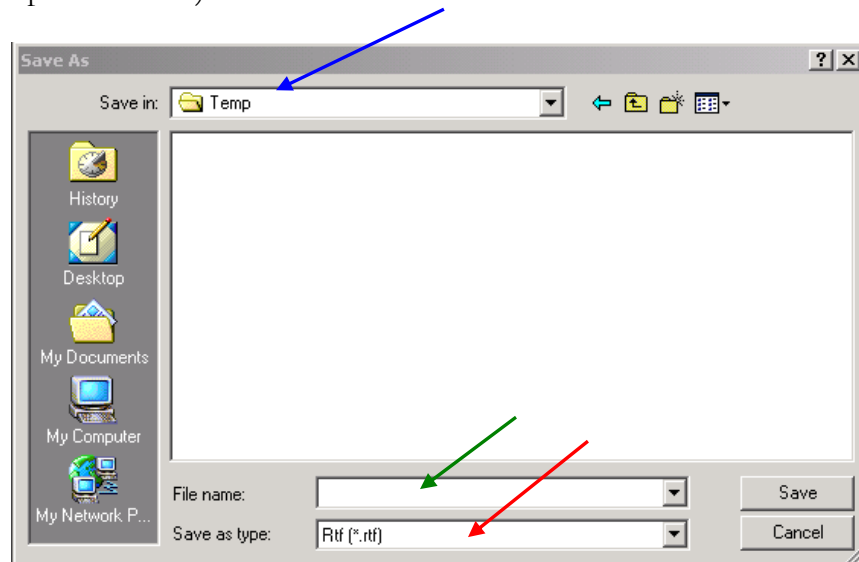 Save As
Save in: Temp
History
Desktop
My Documents
My Computer
My Network P...
File name:
Save
Save as type: Rtf (*.rtf)
Cancel